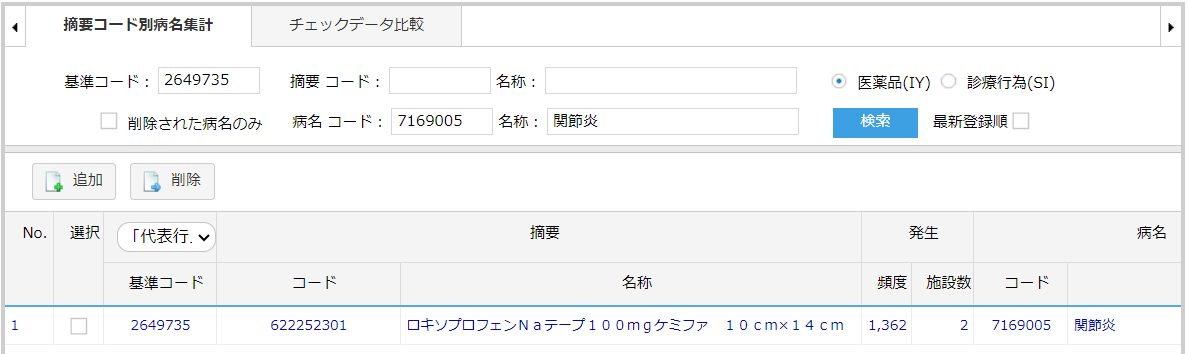 摘要コード別病名集計 チェックデータ比較
基準コード： 2649735 摘要 コード： 名称： 医薬品(IY) 診療行為(SI)
削除された病名のみ 病名 コード： 7169005 名称： 関節炎 検索 最新登録順
追加 削除
No. 選択 「代表行. 摘要 発生 病名
基準コード コード 名称 頻度 施設数 コード
1 2649735 622252301 ロキソプロフェンＮａテープ１００ｍｇケミファ　１０ｃｍ×１４ｃｍ 1,362 2 7169005 関節炎